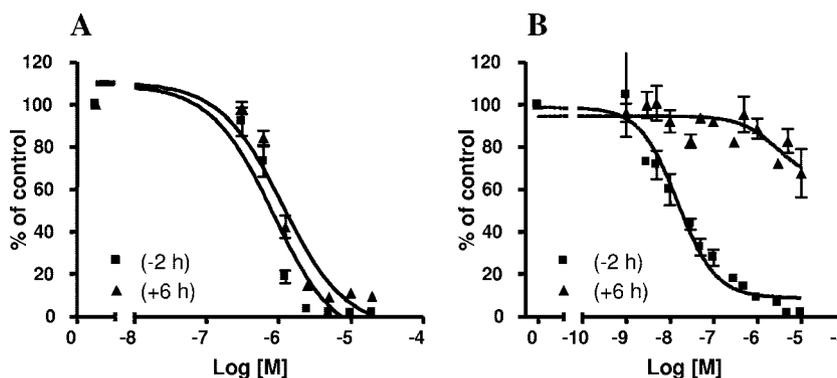 A
120
100
80
60
40
20
0
% of control
(-2 h)
(+6 h)
0 -8 -7 -6 -5 -4
Log [M]
B
120
100
80
60
40
20
0
% of control
(-2 h)
(+6 h)
0 -10 -9 -8 -7 -6 -5
Log [M]